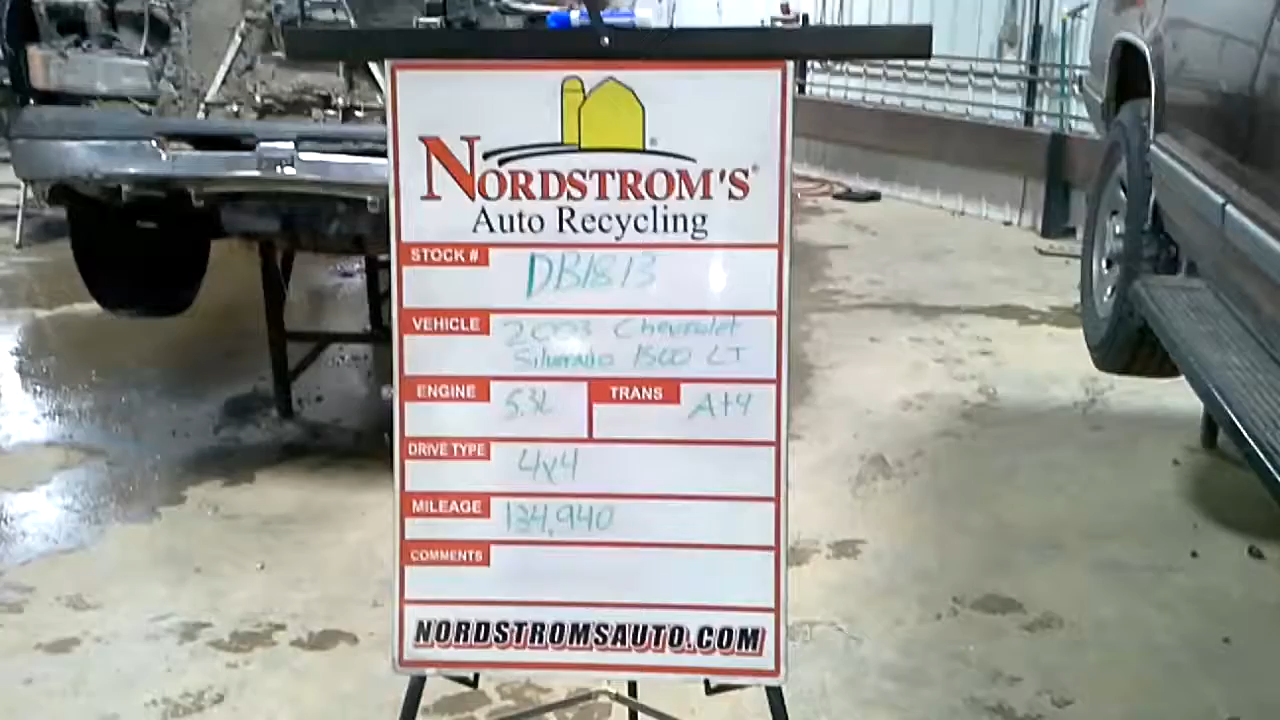 NORDSTROM'S®
Auto Recycling
STOCK # DB1813
VEHICLE 2003 Chevrolet
Silverado 1500 LT
ENGINE 5.3L TRANS A+4
DRIVE TYPE 4x4
MILEAGE 134,940
COMMENTS
NORDSTROMSAUTO.COM